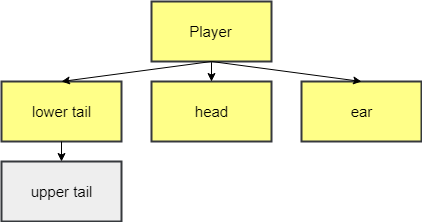 Player
lower tail
head
ear
upper tail